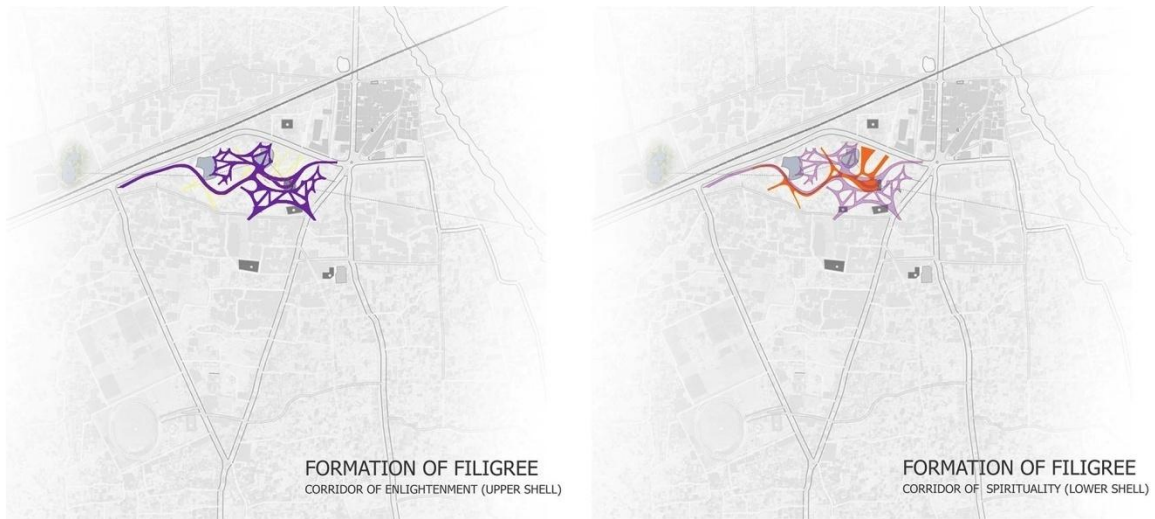 FORMATION OF FILIGREE
CORRIDOR OF ENLIGHTENMENT (UPPER SHELL)
FORMATION OF FILIGREE
CORRIDOR OF SPIRITUALITY (LOWER SHELL)